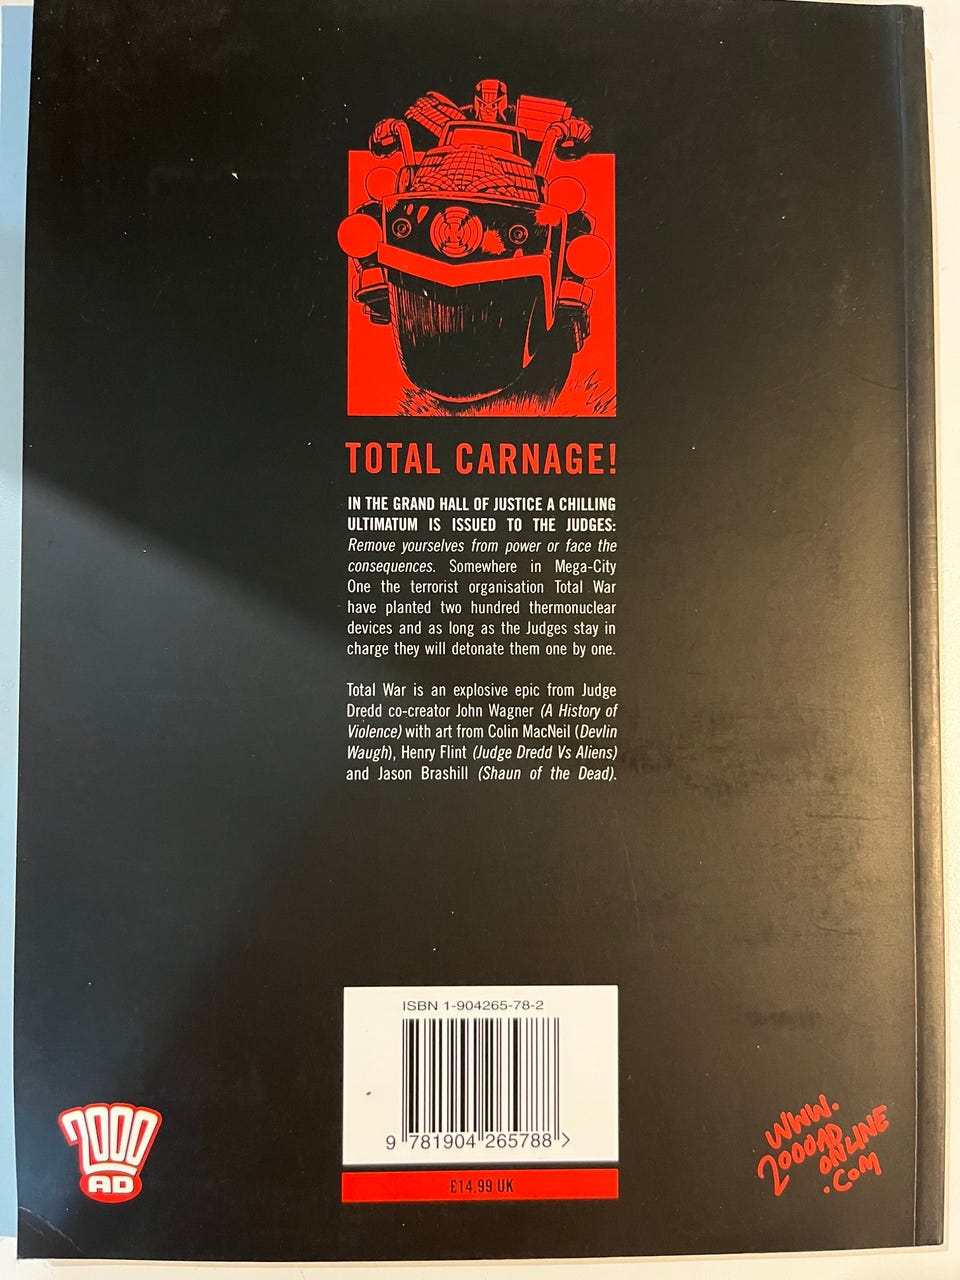 TOTAL CARNAGE!
IN THE GRAND HALL OF JUSTICE A CHILLING
ULTIMATUM IS ISSUED TO THE JUDGES:
Remove yourselves from power or face the
consequences. Somewhere in Mega-City
One the terrorist organisation Total War
have planted two hundred thermonuclear
devices and as long as the Judges stay in
charge they will detonate them one by one.
Total War is an explosive epic from Judge
Dredd co-creator John Wagner (A History of
Violence) with art from Colin MacNeil (Devlin
Waugh), Henry Flint (Judge Dredd Vs Aliens)
and Jason Brashill (Shaun of the Dead).
ISBN 1-904265-78-2
9 781904 265788 >
£14.99 UK
2000
AD
WWW.
2000AD
ONLINE
.COM